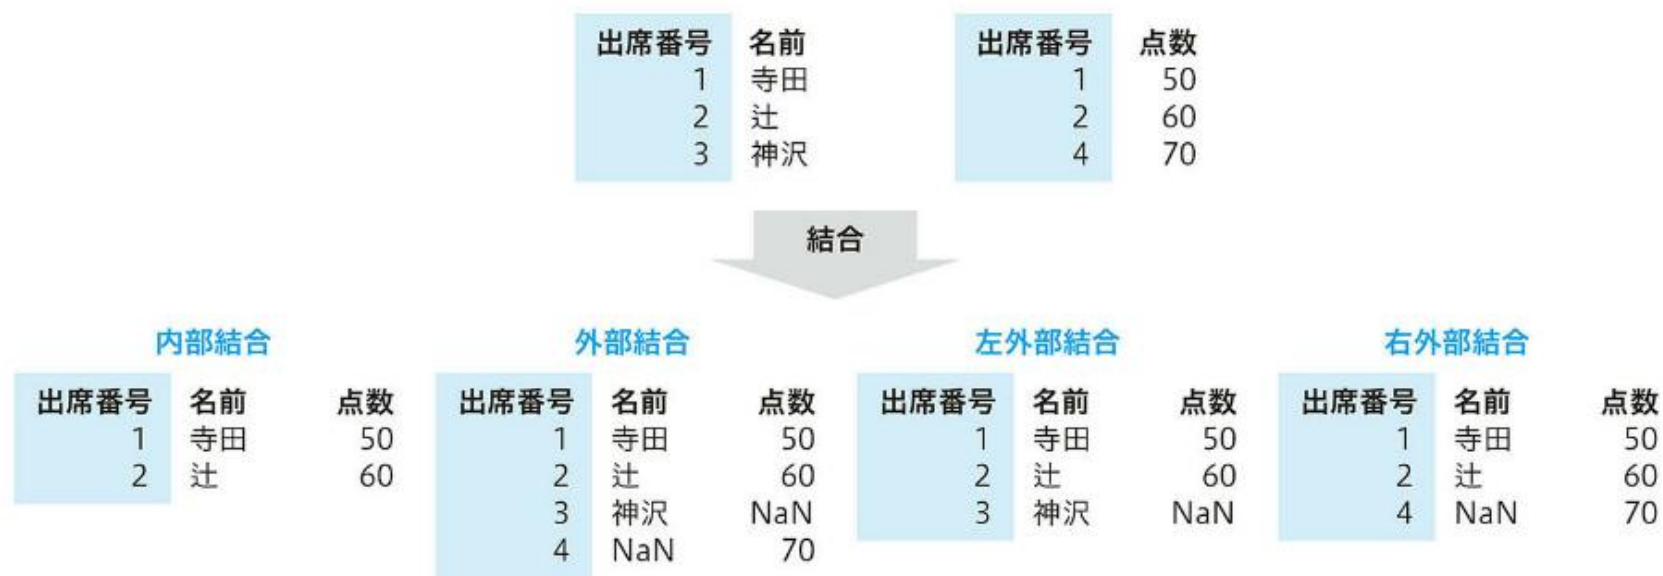 出席番号 名前 出席番号 点数
1 寺田 1 50
2 辻 2 60
3 神沢 4 70
結合
内部結合 外部結合 左外部結合 右外部結合
出席番号 名前 点数 出席番号 名前 点数 出席番号 名前 点数 出席番号 名前 点数
1 寺田 50 1 寺田 50 1 寺田 50 1 寺田 50
2 辻 60 2 辻 60 2 辻 60 2 辻 60
3 神沢 NaN 3 神沢 NaN 4 NaN 70
4 NaN 70